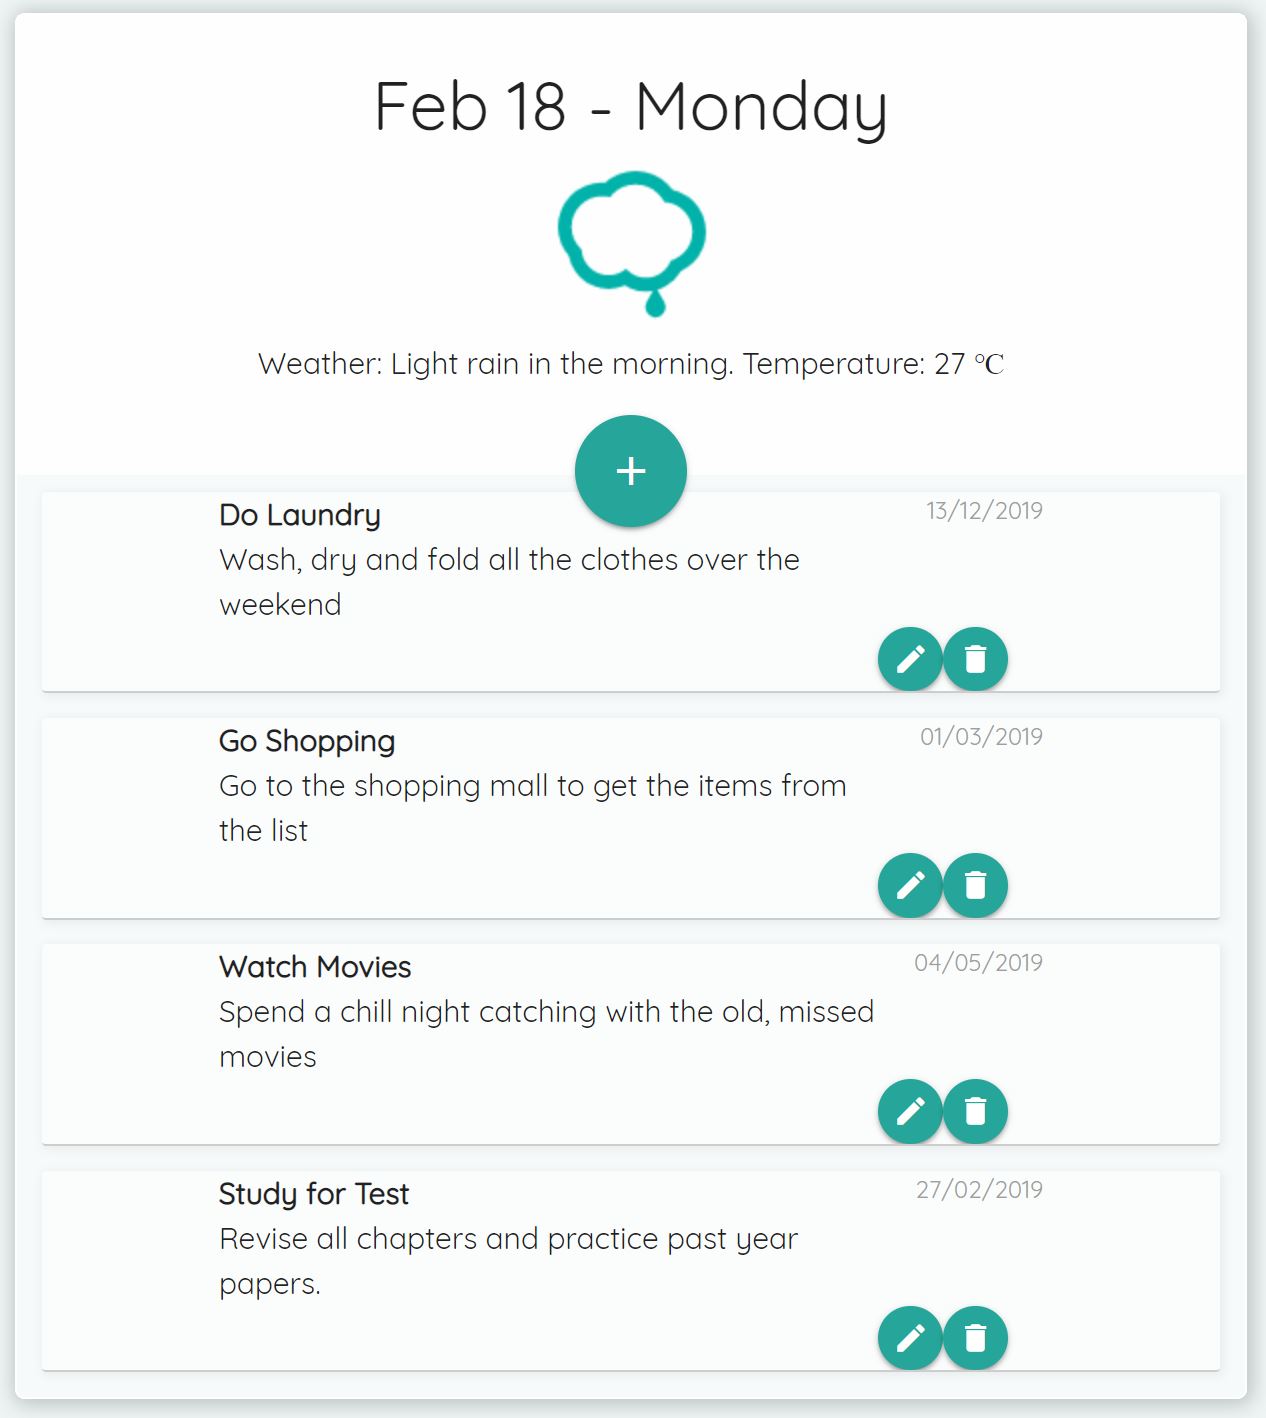 Feb 18 - Monday
Weather: Light rain in the morning. Temperature: 27 ℃
+
Do Laundry
13/12/2019
Wash, dry and fold all the clothes over the
weekend
Go Shopping
01/03/2019
Go to the shopping mall to get the items from
the list
Watch Movies
04/05/2019
Spend a chill night catching with the old, missed
movies
Study for Test
27/02/2019
Revise all chapters and practice past year
papers.